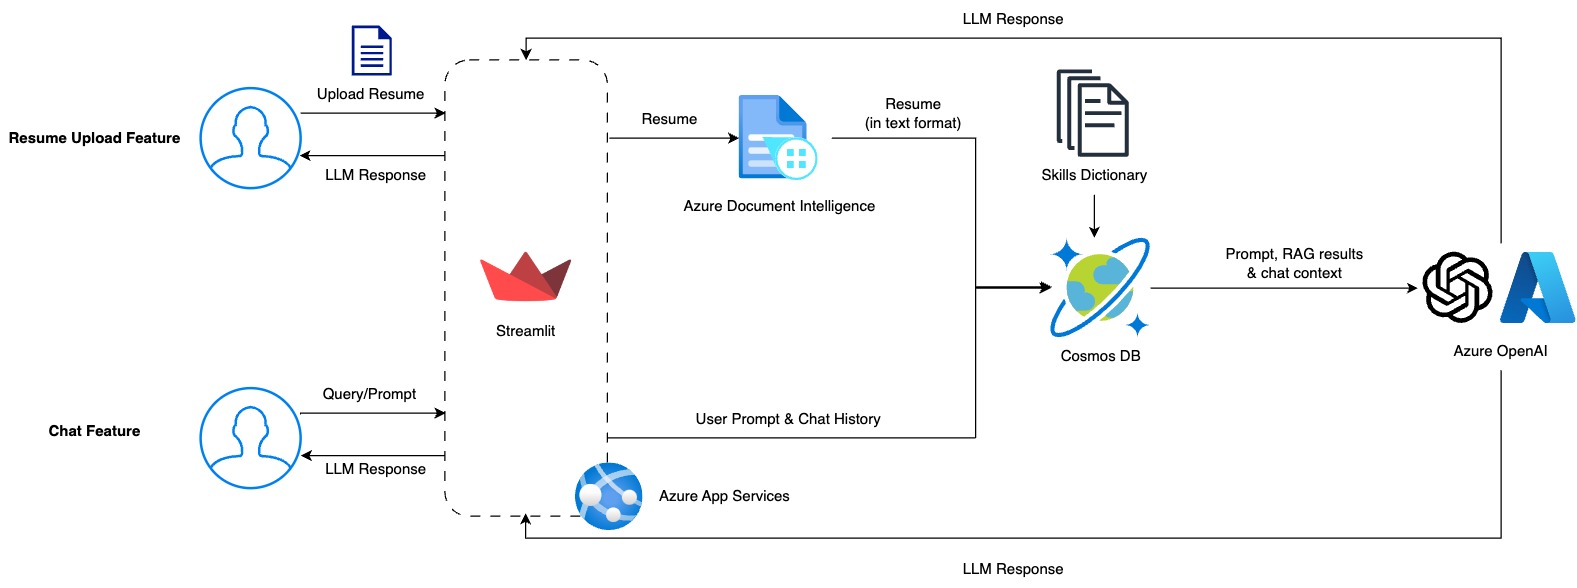 LLM Response
Upload Resume
Resume Upload Feature
LLM Response
Resume
Resume
(in text format)
Azure Document Intelligence
Skills Dictionary
Streamlit
Cosmos DB
Prompt, RAG results
& chat context
Azure OpenAI
Query/Prompt
Chat Feature
LLM Response
User Prompt & Chat History
Azure App Services
LLM Response